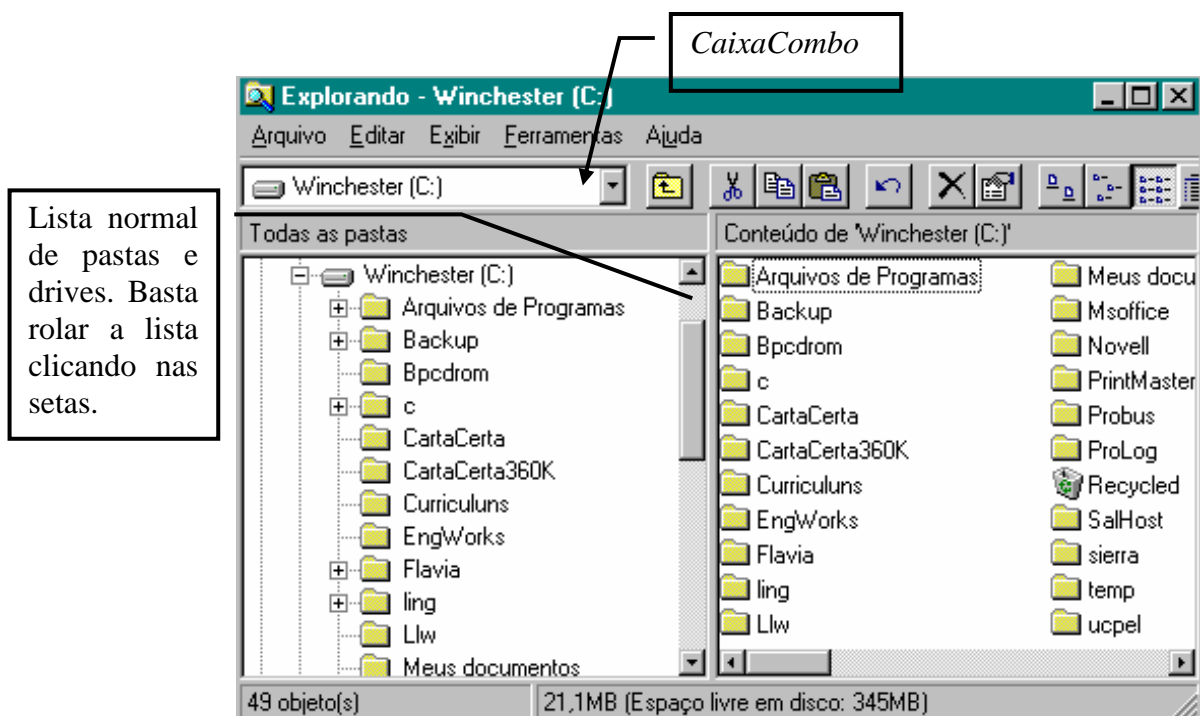 CaixaCombo
Explorando - Winchester (C:)
Arquivo Editar Exibir Ferramentas Ajuda
Winchester (C:)
Lista normal
de pastas e
drives. Basta
rolar a lista
clicando nas
setas.
Todas as pastas
Winchester (C:)
Arquivos de Programas
Backup
Bpcdrom
c
CartaCerta
CartaCerta360K
Curriculuns
EngWorks
Flavia
ling
Llw
Meus documentos
Conteúdo de 'Winchester (C:)'
Arquivos de Programas
Backup
Bpcdrom
c
CartaCerta
CartaCerta360K
Curriculuns
EngWorks
Flavia
ling
Llw
Meus docu
Msoffice
Novell
PrintMaster
Probus
ProLog
Recycled
SalHost
sierra
temp
ucpel
49 objeto(s)
21,1MB (Espaço livre em disco: 345MB)